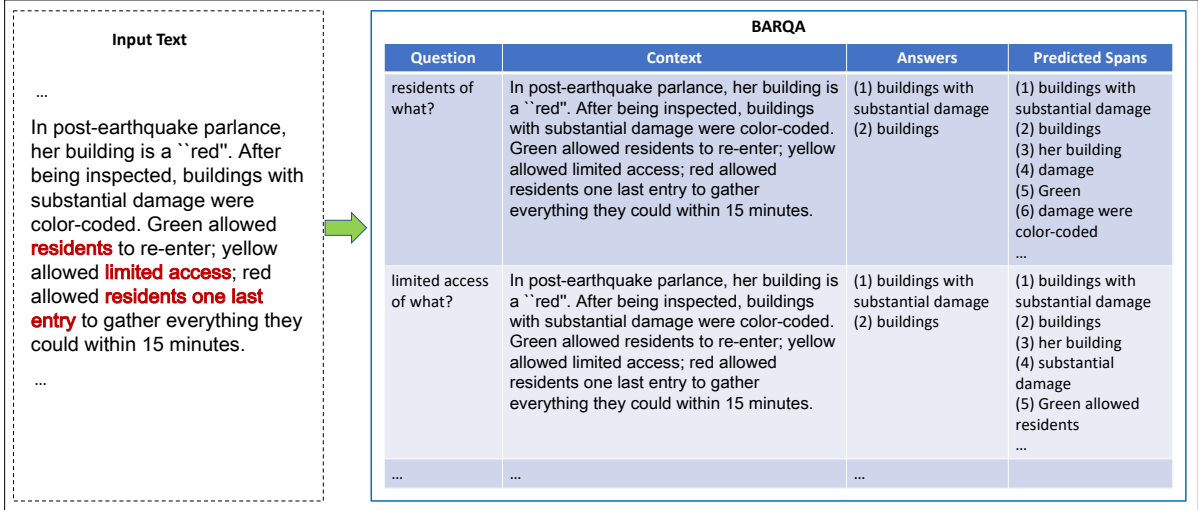 Input Text
...
In post-earthquake parlance,
her building is a ``red". After
being inspected, buildings with
substantial damage were
color-coded. Green allowed
residents to re-enter; yellow
allowed limited access; red
allowed residents one last
entry to gather everything they
could within 15 minutes.
...
BARQA
Question
Context
Answers
Predicted Spans
residents of
what?
In post-earthquake parlance, her building is
a ``red". After being inspected, buildings
with substantial damage were color-coded.
Green allowed residents to re-enter; yellow
allowed limited access; red allowed
residents one last entry to gather
everything they could within 15 minutes.
(1) buildings with
substantial damage
(2) buildings
(1) buildings with
substantial damage
(2) buildings
(3) her building
(4) damage
(5) Green
(6) damage were
color-coded
...
limited access
of what?
In post-earthquake parlance, her building is
a ``red". After being inspected, buildings
with substantial damage were color-coded.
Green allowed residents to re-enter; yellow
allowed limited access; red allowed
residents one last entry to gather
everything they could within 15 minutes.
(1) buildings with
substantial damage
(2) buildings
(1) buildings with
substantial damage
(2) buildings
(3) her building
(4) substantial
damage
(5) Green allowed
residents
...
...
...
...